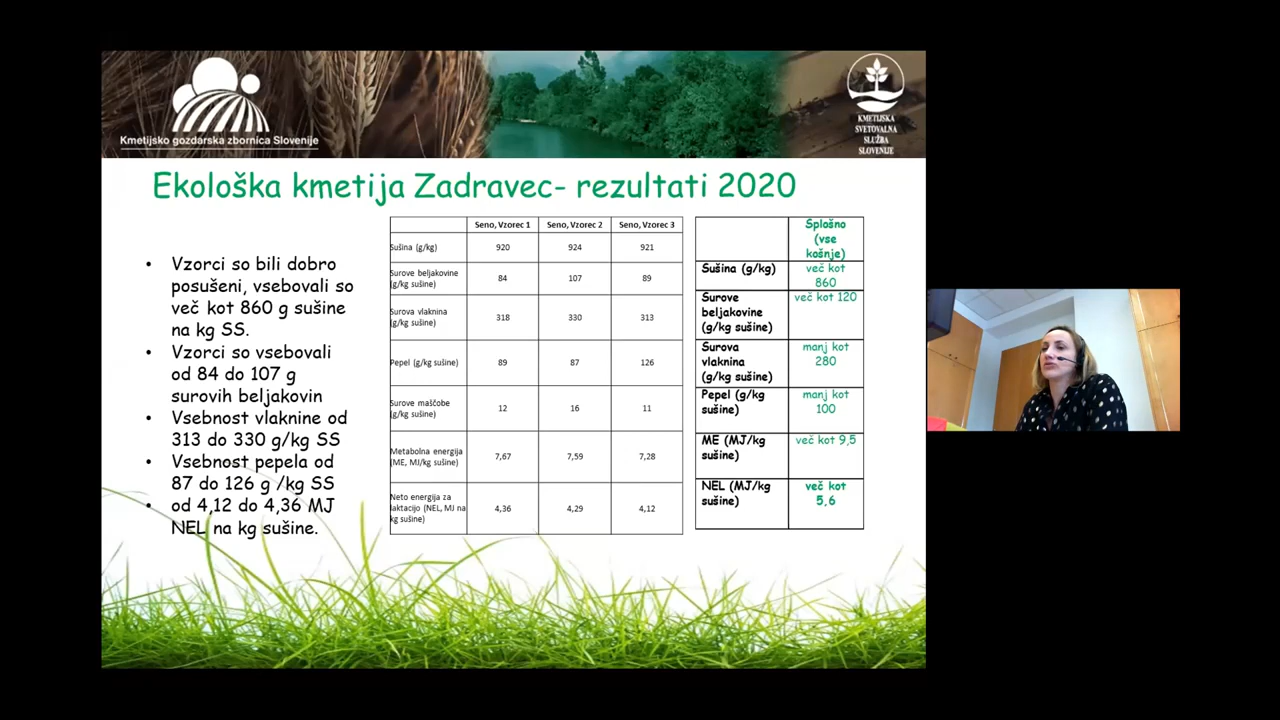 Kmetijsko gozdarska zbornica Slovenije
KMETIJSKA
SVETOVALNA
SLUŽBA
SLOVENIJE
Ekološka kmetija Zadravec- rezultati 2020
• Vzorci so bili dobro
posušeni, vsebovali so
več kot 860 g sušine
na kg SS.
• Vzorci so vsebovali
od 84 do 107 g
surovih beljakovin
• Vsebnost vlaknine od
313 do 330 g/kg SS
• Vsebnost pepela od
87 do 126 g /kg SS
• od 4,12 do 4,36 MJ
NEL na kg sušine.
Seno, Vzorec 1 Seno, Vzorec 2 Seno, Vzorec 3
Sušina (g/kg) 920 924 921
Surove beljakovine
(g/kg sušine) 84 107 89
Surova vlaknina
(g/kg sušine) 318 330 313
Pepel (g/kg sušine) 89 87 126
Surove maščobe
(g/kg sušine) 12 16 11
Metabolna energija
(ME, MJ/kg sušine) 7,67 7,59 7,28
Neto energija za
laktacijo (NEL, MJ na
kg sušine) 4,36 4,29 4,12
Splošno
(vse
košnje)
Sušina (g/kg) več kot
860
Surove več kot 120
beljakovine
(g/kg sušine)
Surova manj kot
vlaknina 280
(g/kg sušine)
Pepel (g/kg manj kot
sušine) 100
ME (MJ/kg več kot 9,5
sušine)
NEL (MJ/kg več kot
sušine) 5,6